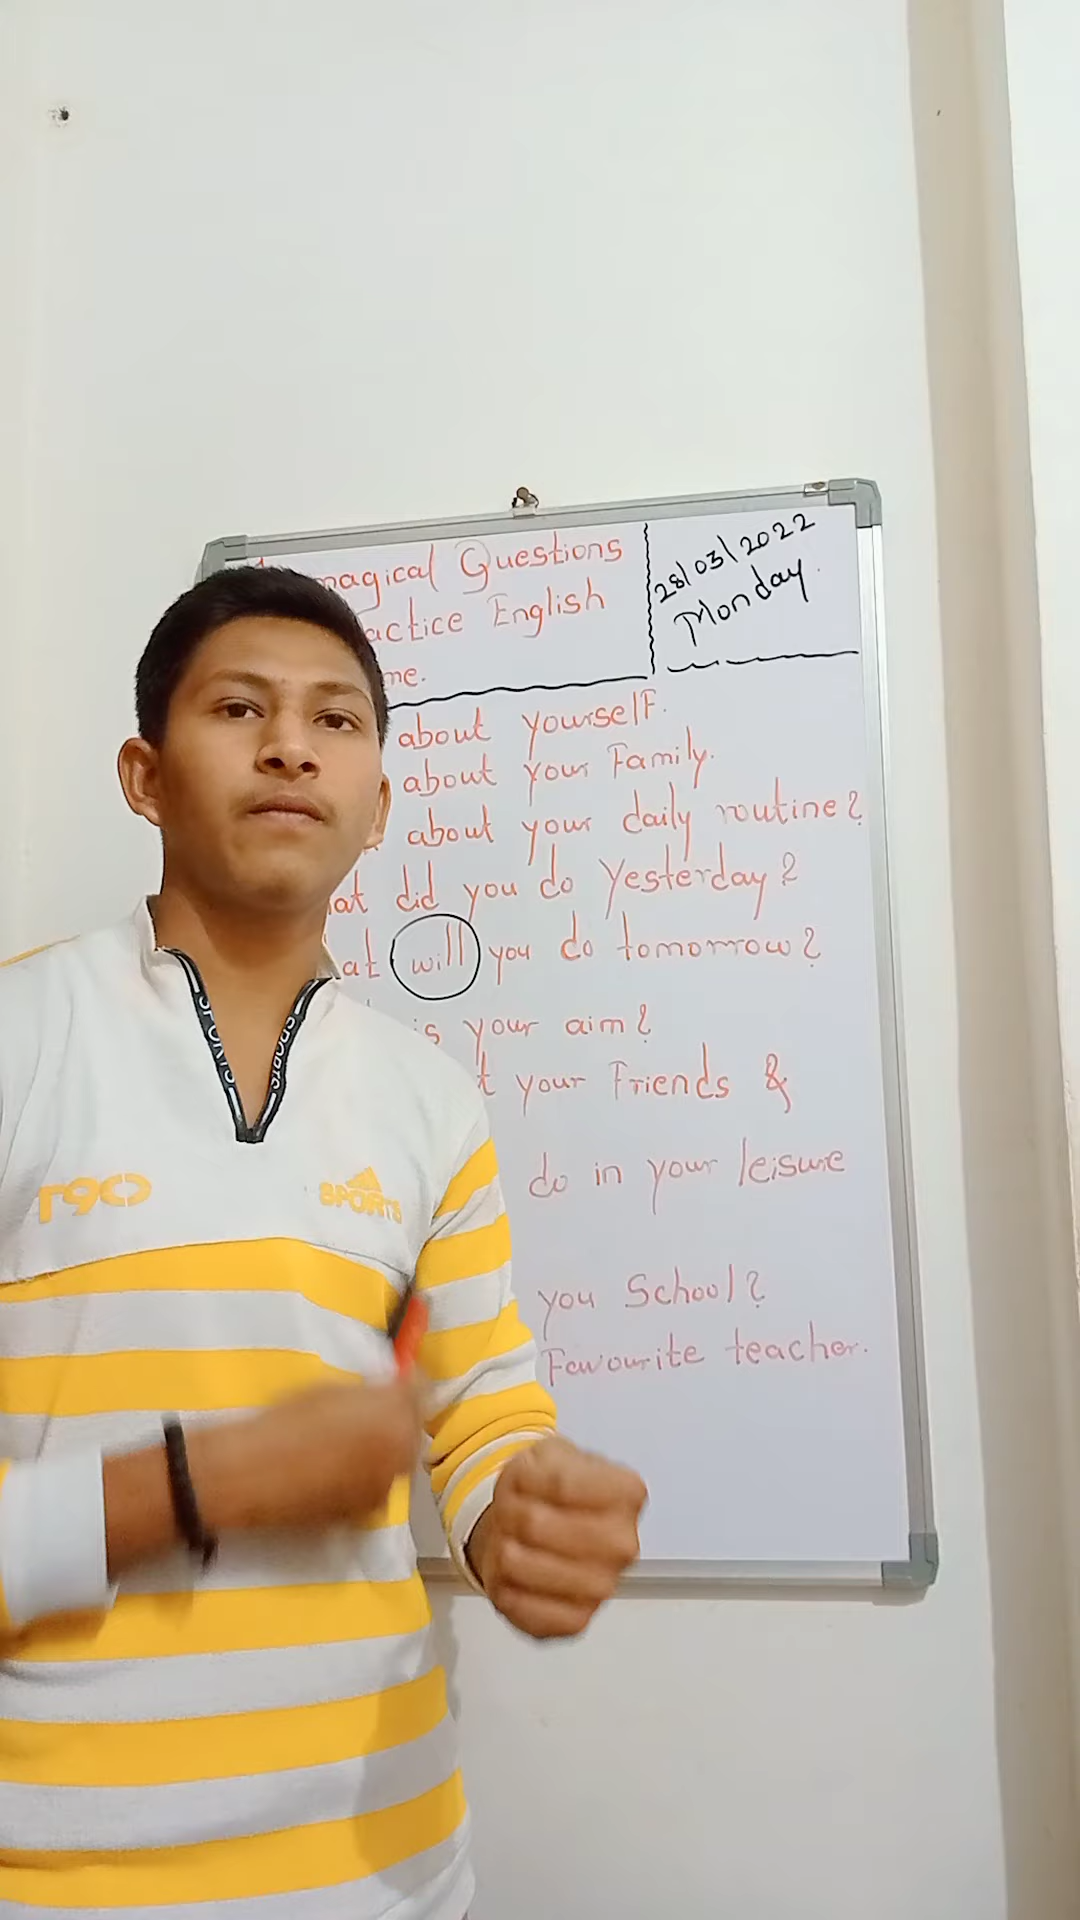 magical Questions
actice English
me.
28/03/2022
Monday.
about yourself.
about your Family.
about your daily routine?
at did you do Yesterday?
at will you do tomorrow?
is your aim?
t your Friends &
do in your leisure
you School?
Favourite teacher.
SPORTS
SPORTS
T90
SPORTS